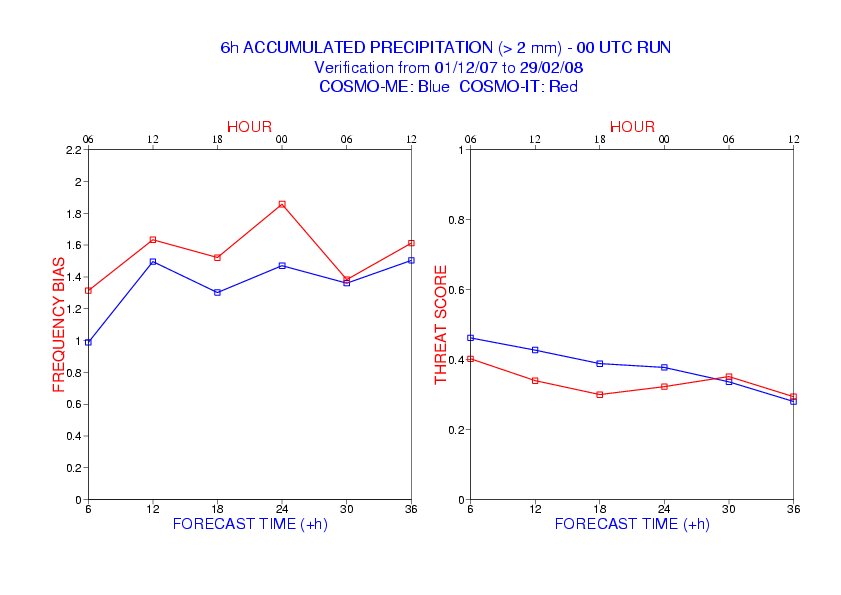 6h ACCUMULATED PRECIPITATION (> 2 mm) - 00 UTC RUN
Verification from 01/12/07 to 29/02/08
COSMO-ME: Blue  COSMO-IT: Red
HOUR
06 12 18 00 06 12
2.2
2
1.8
1.6
1.4
1.2
1
0.8
0.6
0.4
0.2
0
FREQUENCY BIAS
6 12 18 24 30 36
FORECAST TIME (+h)
HOUR
06 12 18 00 06 12
1
0.8
0.6
0.4
0.2
0
THREAT SCORE
6 12 18 24 30 36
FORECAST TIME (+h)